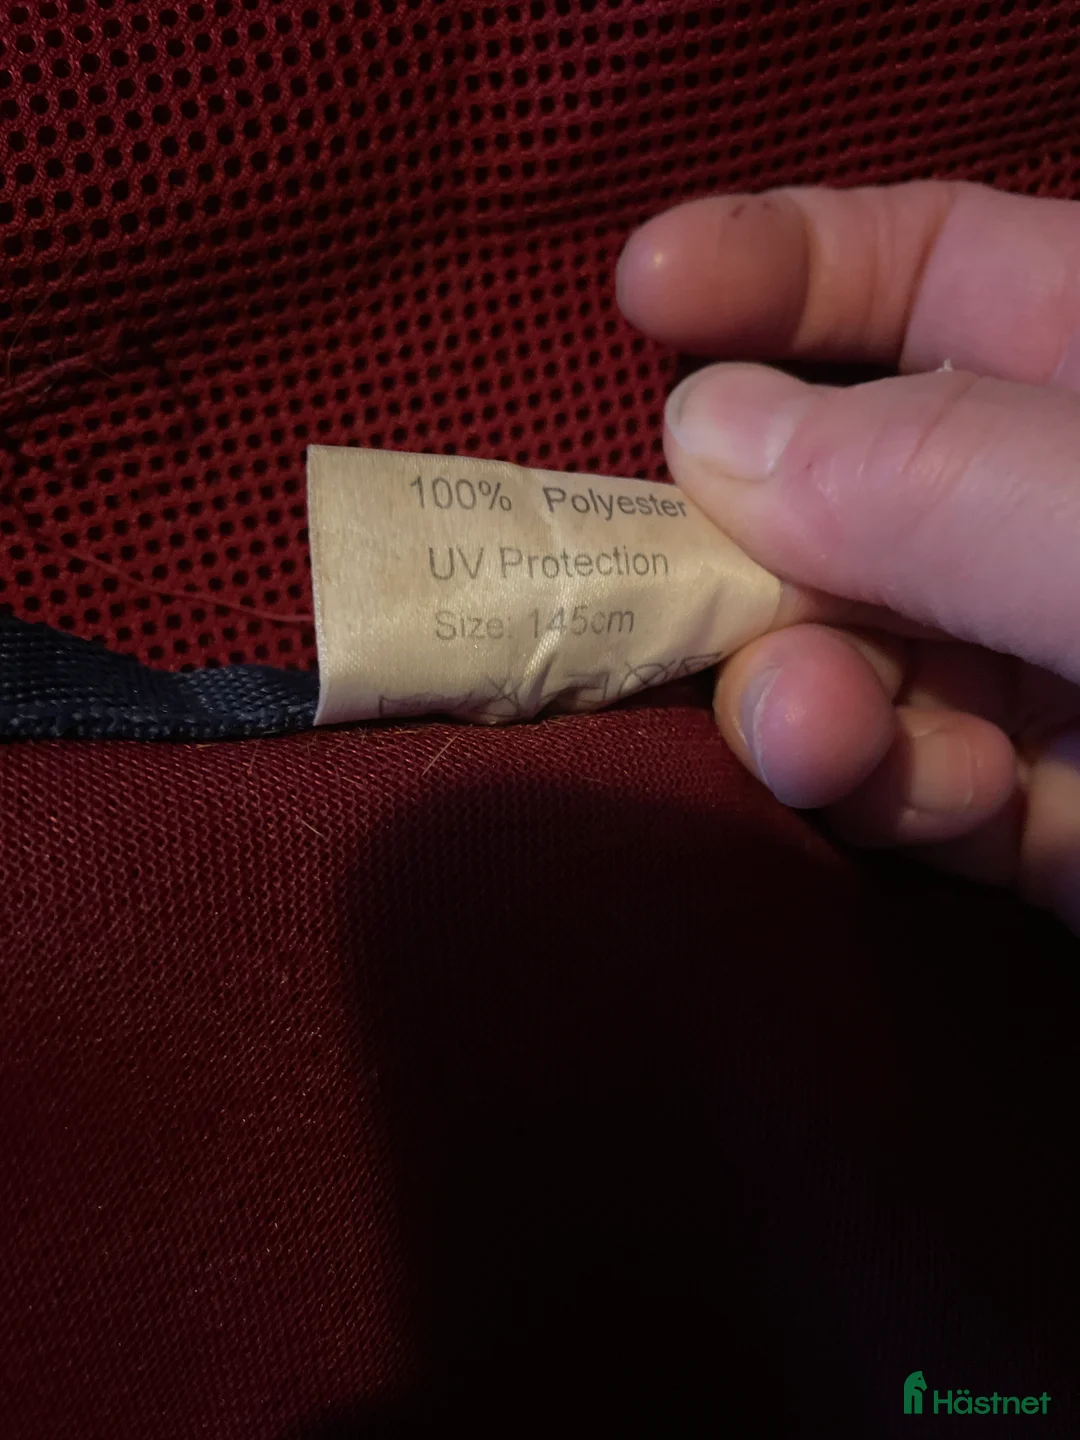 100% Polyester
UV Protection
Size: 145cm
Hästnet